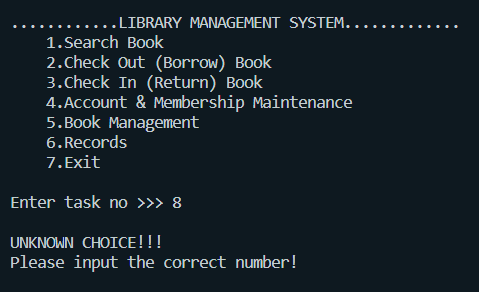 ............LIBRARY MANAGEMENT SYSTEM.............
1.Search Book
2.Check Out (Borrow) Book
3.Check In (Return) Book
4.Account & Membership Maintenance
5.Book Management
6.Records
7.Exit
Enter task no >>> 8
UNKNOWN CHOICE!!!
Please input the correct number!